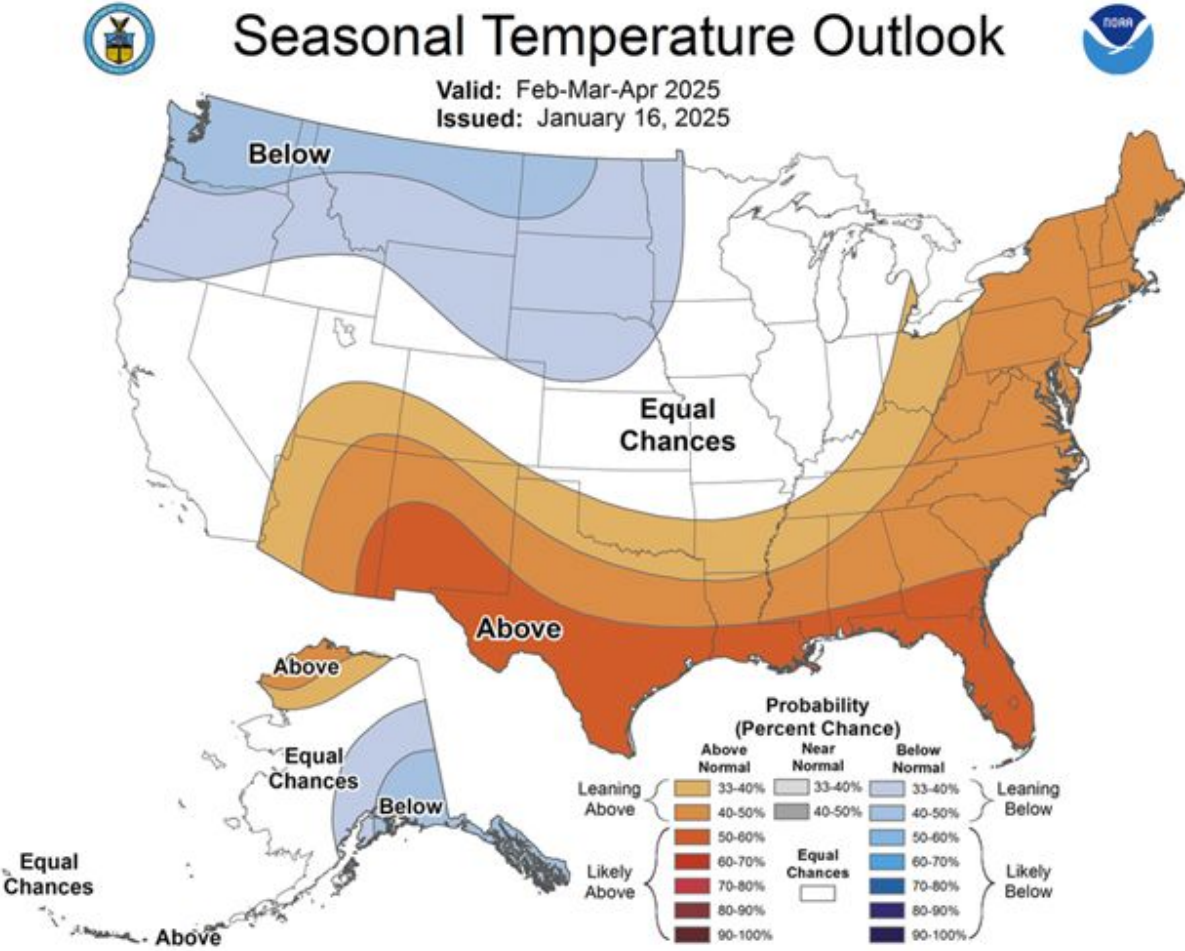 Seasonal Temperature Outlook
NOAA
Valid: Feb-Mar-Apr 2025
Issued: January 16, 2025
Below
Equal
Chances
Above
Above
Equal
Chances
Below
Equal
Chances
Above
Probability
(Percent Chance)
Above
Normal
Near
Normal
Below
Normal
Leaning
Above
33-40%
33-40%
33-40%
Leaning
Below
40-50%
40-50%
40-50%
Likely
Above
50-60%
Equal
Chances
50-60%
Likely
Below
60-70%
60-70%
70-80%
70-80%
80-90%
80-90%
90-100%
90-100%